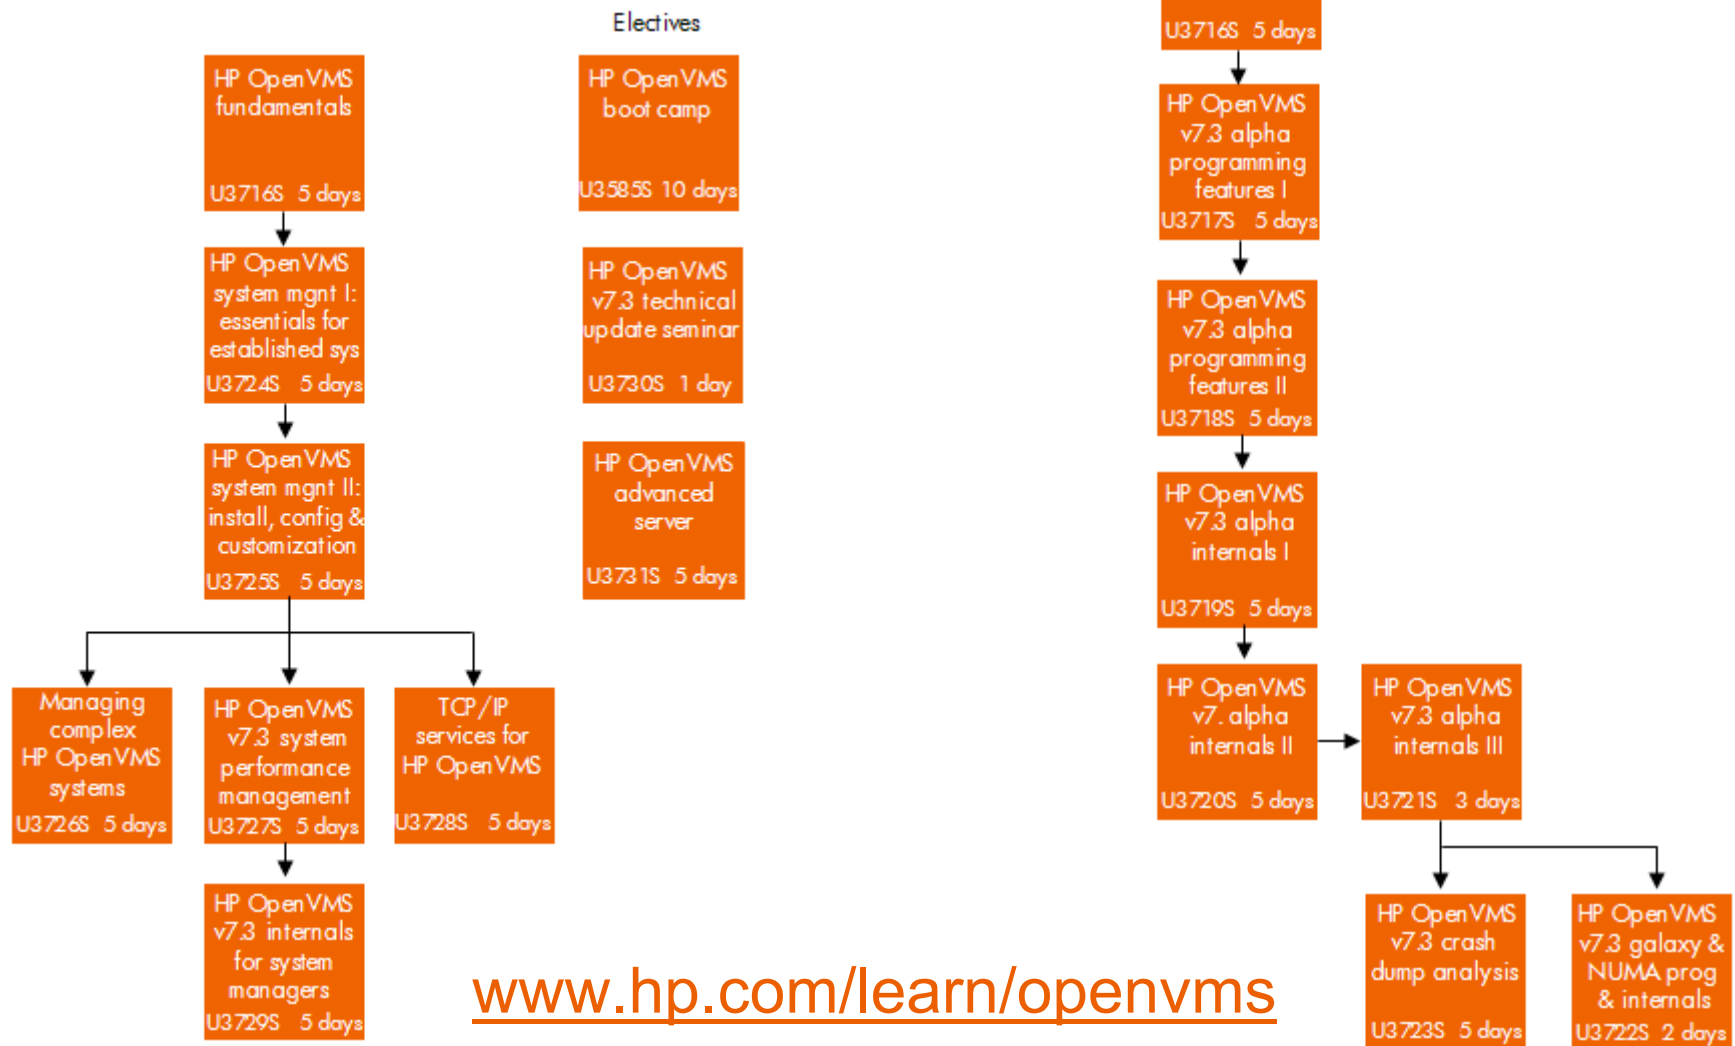 Electives
HP OpenVMS
fundamentals
U3716S 5 days
HP OpenVMS
system mgnt I:
essentials for
established sys
U3724S 5 days
HP OpenVMS
system mgnt II:
install, config &
customization
U3725S 5 days
Managing
complex
HP OpenVMS
systems
U3726S 5 days
HP OpenVMS
v7.3 system
performance
management
U3727S 5 days
TCP/IP
services for
HP OpenVMS
U3728S 5 days
HP OpenVMS
v7.3 internals
for system
managers
U3729S 5 days
HP OpenVMS
boot camp
U3585S 10 days
HP OpenVMS
v7.3 technical
update seminar
U3730S 1 day
HP OpenVMS
advanced
server
U3731S 5 days
U3716S 5 days
HP OpenVMS
v7.3 alpha
programming
features I
U3717S 5 days
HP OpenVMS
v7.3 alpha
programming
features II
U3718S 5 days
HP OpenVMS
v7.3 alpha
internals I
U3719S 5 days
HP OpenVMS
v7. alpha
internals II
U3720S 5 days
HP OpenVMS
v7.3 alpha
internals III
U3721S 3 days
HP OpenVMS
v7.3 crash
dump analysis
U3723S 5 days
HP OpenVMS
v7.3 galaxy &
NUMA prog
& internals
U3722S 2 days
www.hp.com/learn/openvms